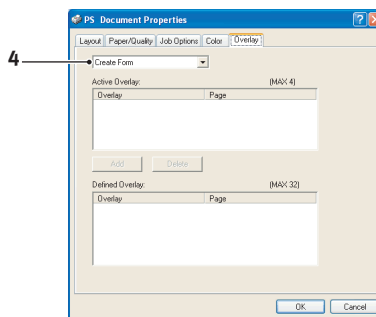 PS Document Properties
Layout Paper/Quality Job Options Color Overlay
4
Create Form
Active Overlay: (MAX 4)
Overlay Page
Add Delete
Defined Overlay: (MAX 32)
Overlay Page
OK Cancel